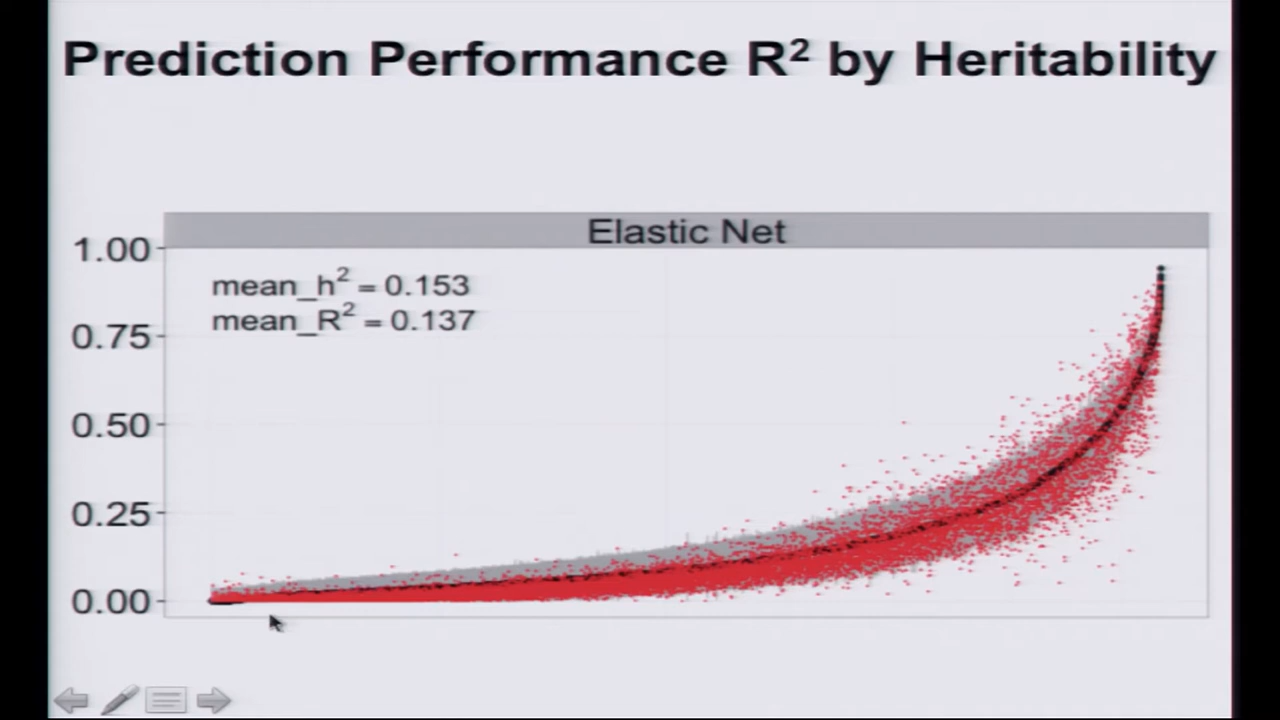 Prediction Performance R² by Heritability
Elastic Net
1.00
0.75
0.50
0.25
0.00
mean_h² = 0.153
mean_R² = 0.137